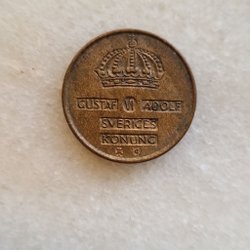 GUSTAF VI ADOLF
SVERIGES
KONUNG